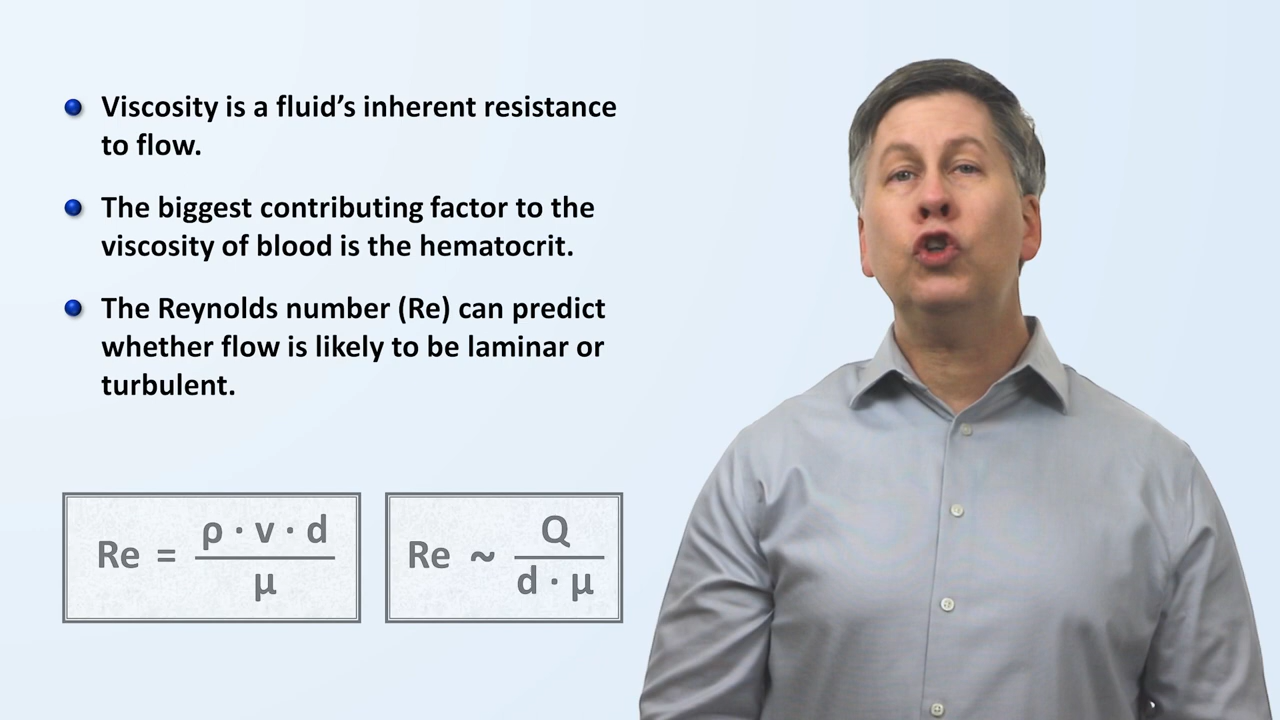 Viscosity is a fluid’s inherent resistance
to flow.
The biggest contributing factor to the
viscosity of blood is the hematocrit.
The Reynolds number (Re) can predict
whether flow is likely to be laminar or
turbulent.
Re = ρ · v · d / μ
Re ~ Q / d · μ